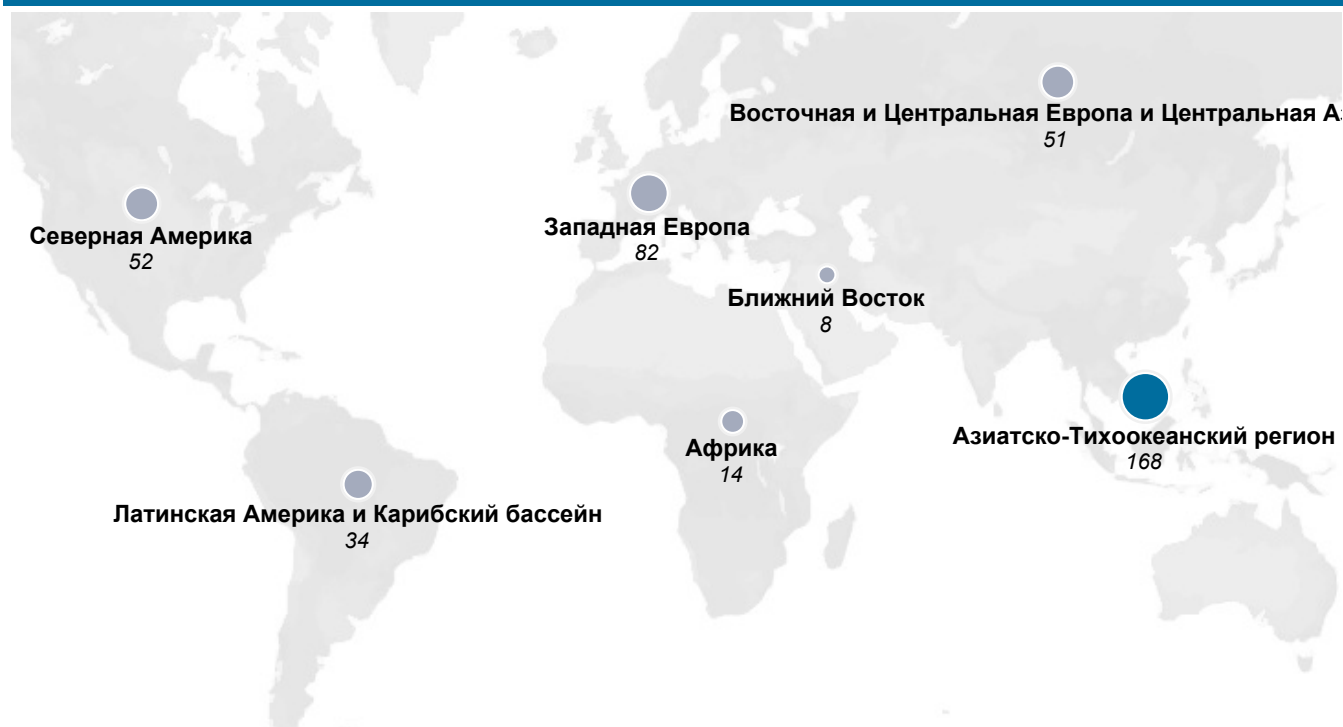 Восточная и Центральная Европа и Центральная Аз
51
Северная Америка
52
Западная Европа
82
Ближний Восток
8
Африка
14
Азиатско-Тихоокеанский регион
168
Латинская Америка и Карибский бассейн
34